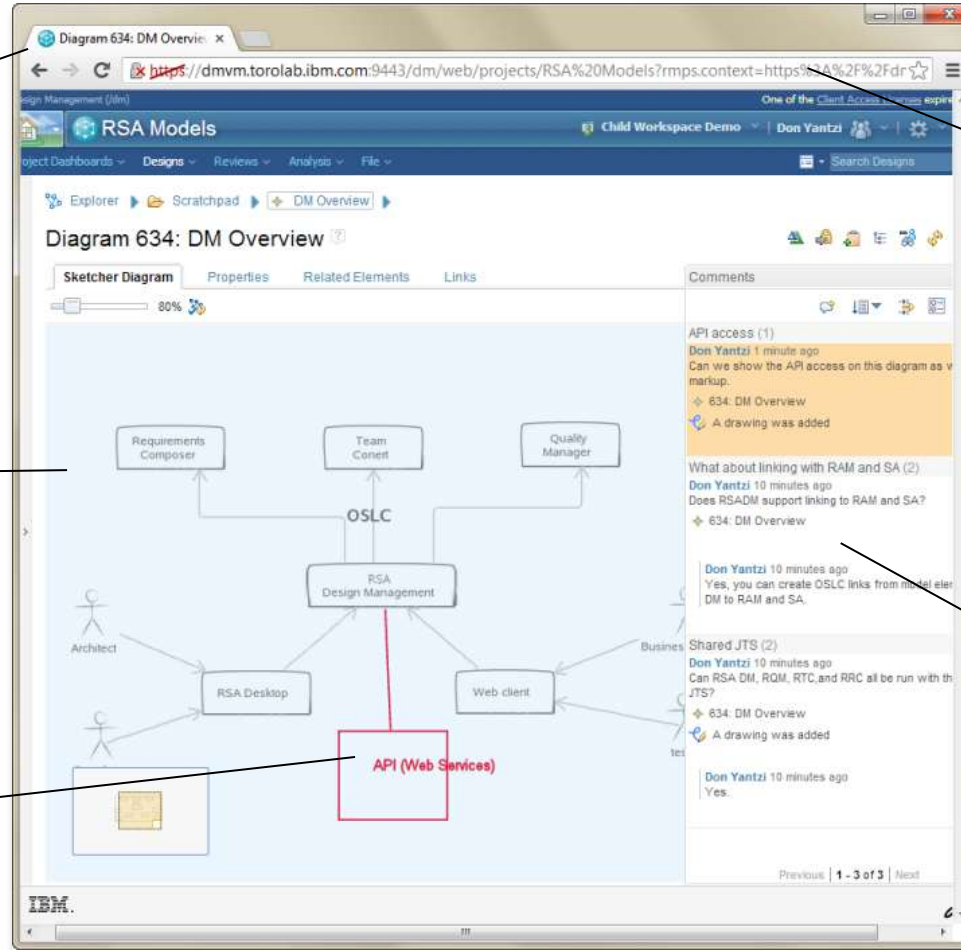 Diagram 634: DM Overvie
https://dmvm.torolab.ibm.com:9443/dm/web/projects/RSA%20Models?rmps.context=https%3A%2F%2Fdr
sign Management (/dm)
One of the Client Access Licenses expire
RSA Models
Child Workspace Demo
Don Yantzi
oject Dashboards Designs Reviews Analysis File
Search Designs
Explorer Scratchpad DM Overview
Diagram 634: DM Overview
Sketcher Diagram Properties Related Elements Links
80%
Requirements
Composer
Team
Conert
Quality
Manager
OSLC
RSA
Design Management
Architect
Busines
RSA Desktop
Web client
tes
API (Web Services)
Comments
API access (1)
Don Yantzi 1 minute ago
Can we show the API access on this diagram as v
markup.
634: DM Overview
A drawing was added
What about linking with RAM and SA (2)
Don Yantzi 10 minutes ago
Does RSADM support linking to RAM and SA?
634: DM Overview
Don Yantzi 10 minutes ago
Yes, you can create OSLC links from model eler
DM to RAM and SA.
Shared JTS (2)
Don Yantzi 10 minutes ago
Can RSA DM, RQM, RTC,and RRC all be run with th
JTS?
634: DM Overview
A drawing was added
Don Yantzi 10 minutes ago
Yes.
Previous | 1 - 3 of 3 | Next
IBM.